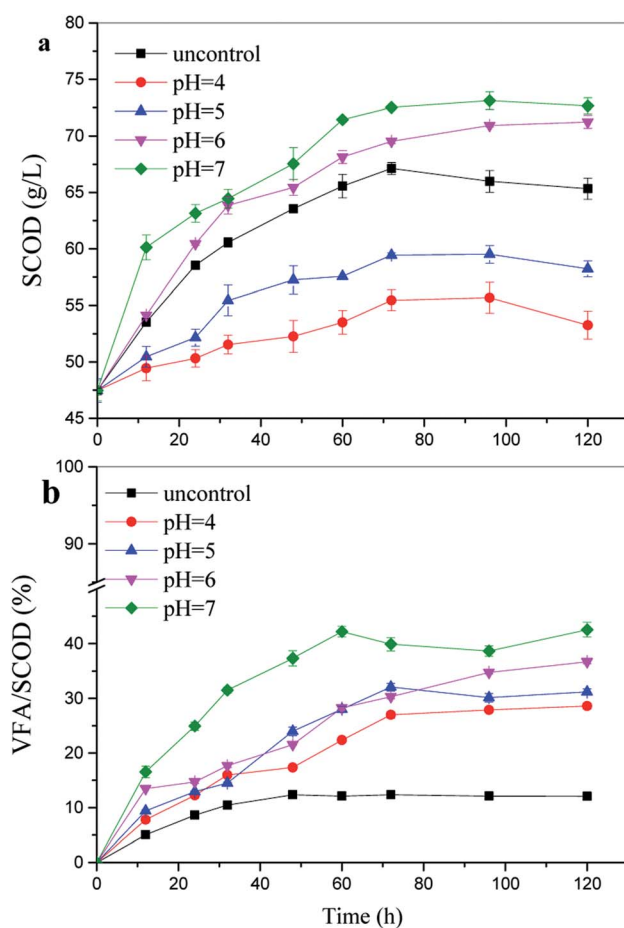 a
80
75
70
65
60
55
50
45
SCOD (g/L)
uncontrol
pH=4
pH=5
pH=6
pH=7
0 20 40 60 80 100 120
b
100
90
40
30
20
10
0
VFA/SCOD (%)
uncontrol
pH=4
pH=5
pH=6
pH=7
0 20 40 60 80 100 120
Time (h)